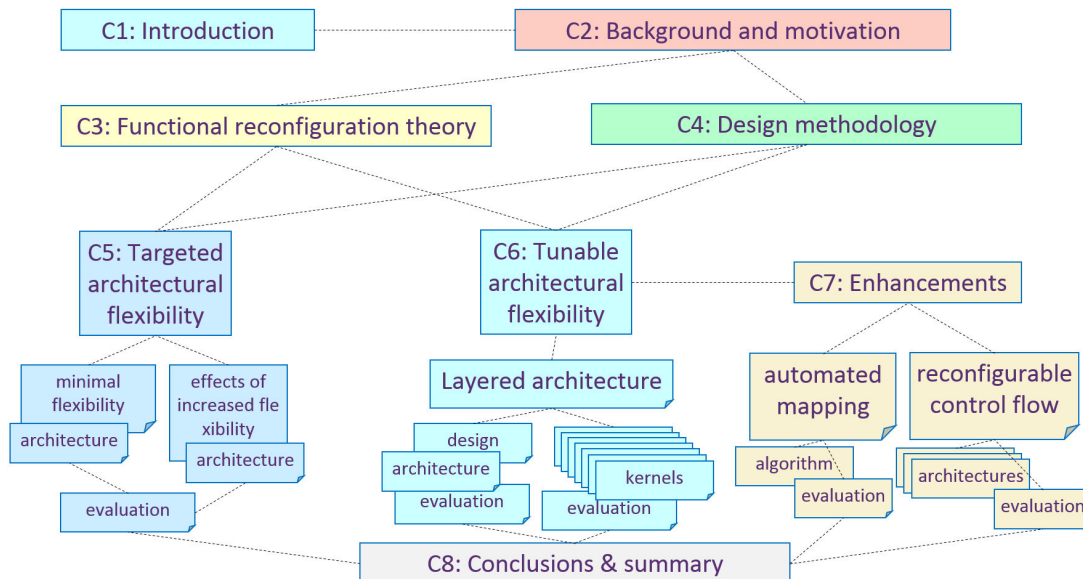 C1: Introduction
C2: Background and motivation
C3: Functional reconfiguration theory
C4: Design methodology
C5: Targeted
architectural
flexibility
C6: Tunable
architectural
flexibility
C7: Enhancements
minimal
flexibility
architecture
effects of
increased fle
xibility
architecture
evaluation
Layered architecture
design
architecture
evaluation
kernels
evaluation
automated
mapping
algorithm
evaluation
reconfigurable
control flow
architectures
evaluation
C8: Conclusions & summary